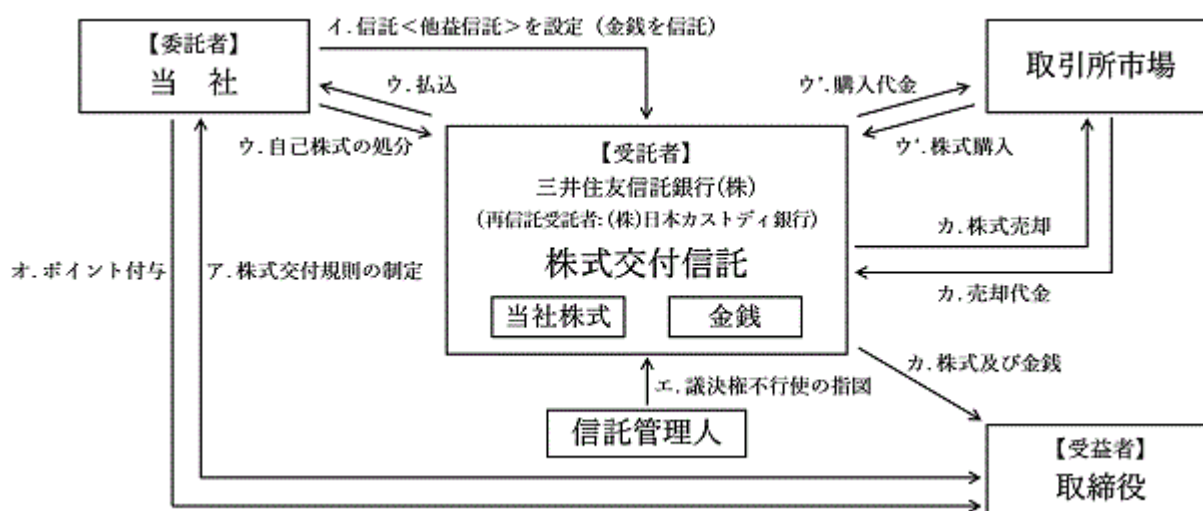 【委託者】
当　社
イ.信託＜他益信託＞を設定（金銭を信託）
取引所市場
ウ.払込
ウ'.購入代金
ウ.自己株式の処分
ウ'.株式購入
【受託者】
三井住友信託銀行(株)
(再信託受託者:(株)日本カストディ銀行)
株式交付信託
当社株式
金銭
カ.株式売却
カ.売却代金
オ.ポイント付与
ア.株式交付規則の制定
カ.株式及び金銭
エ.議決権不行使の指図
信託管理人
【受益者】
取締役